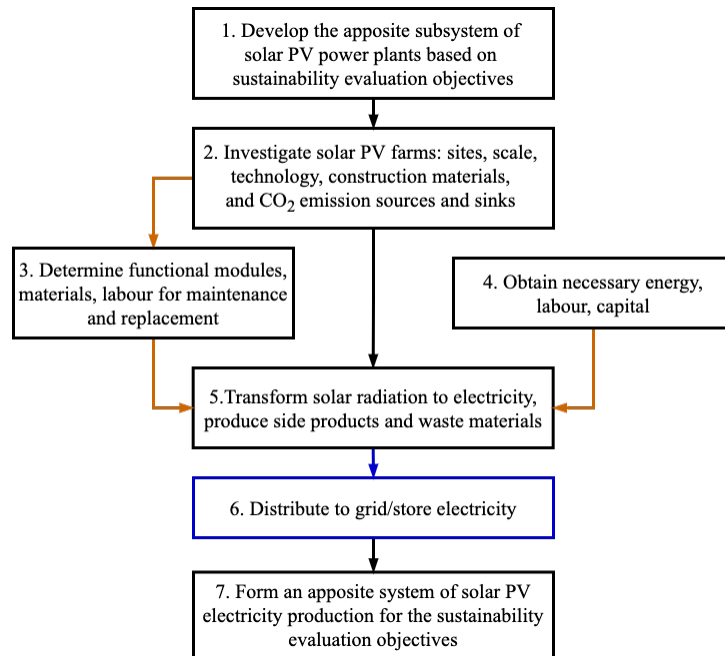 1. Develop the apposite subsystem of
solar PV power plants based on
sustainability evaluation objectives
2. Investigate solar PV farms: sites, scale,
technology, construction materials,
and CO₂ emission sources and sinks
3. Determine functional modules,
materials, labour for maintenance
and replacement
4. Obtain necessary energy,
labour, capital
5.Transform solar radiation to electricity,
produce side products and waste materials
6. Distribute to grid/store electricity
7. Form an apposite system of solar PV
electricity production for the sustainability
evaluation objectives